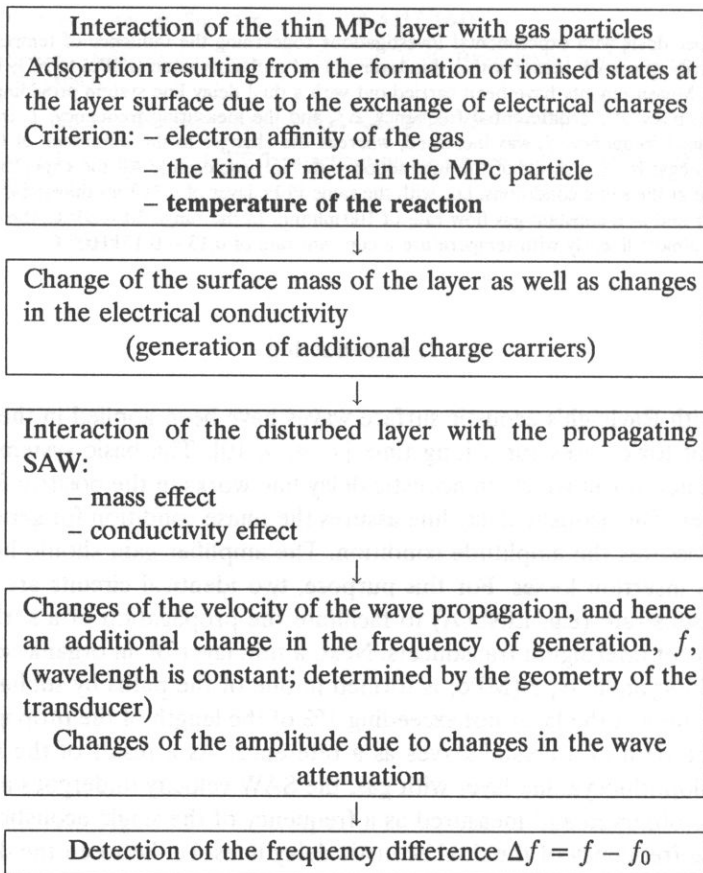 Interaction of the thin MPc layer with gas particles
Adsorption resulting from the formation of ionised states at
the layer surface due to the exchange of electrical charges
Criterion: – electron affinity of the gas
– the kind of metal in the MPc particle
– temperature of the reaction
↓
Change of the surface mass of the layer as well as changes
in the electrical conductivity
(generation of additional charge carriers)
↓
Interaction of the disturbed layer with the propagating
SAW:
– mass effect
– conductivity effect
↓
Changes of the velocity of the wave propagation, and hence
an additional change in the frequency of generation, f,
(wavelength is constant; determined by the geometry of the
transducer)
Changes of the amplitude due to changes in the wave
attenuation
↓
Detection of the frequency difference Δf = f – f₀